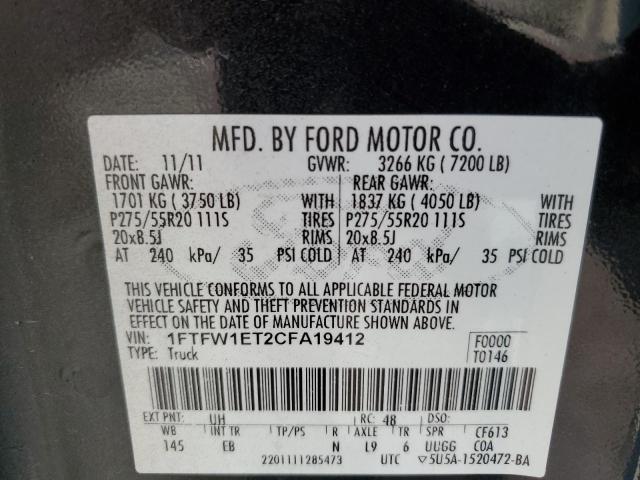 MFD. BY FORD MOTOR CO.
DATE: 11/11 GVWR: 3266 KG ( 7200 LB)
FRONT GAWR: REAR GAWR:
1701 KG ( 3750 LB) WITH 1837 KG ( 4050 LB) WITH
P275/55R20 111S TIRES P275/55R20 111S TIRES
20x8.5J RIMS 20x8.5J RIMS
AT 240 kPa/ 35 PSI COLD AT 240 kPa/ 35 PSI COLD
THIS VEHICLE CONFORMS TO ALL APPLICABLE FEDERAL MOTOR
VEHICLE SAFETY AND THEFT PREVENTION STANDARDS IN
EFFECT ON THE DATE OF MANUFACTURE SHOWN ABOVE.
VIN: 1FTFW1ET2CFA19412 F0000
TYPE: Truck T0146
EXT PNT: UH RC: 48 DSO:
WB INT TR TP/PS R AXLE TR SPR CF613
145 EB N L9 6 UUGG COA
2201111285473 UTC ▽5U5A-1520472-BA